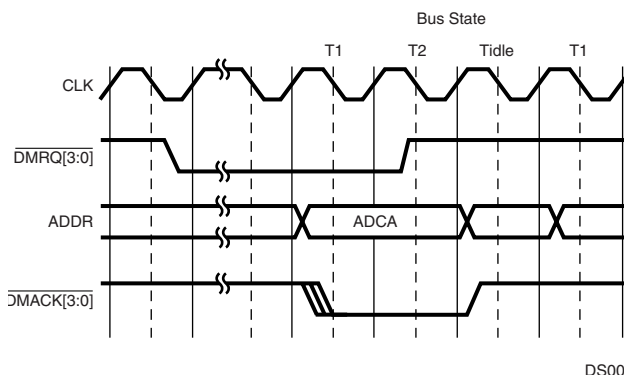 Bus State
T1 T2 Tidle T1
CLK
DMRQ[3:0]
ADDR ADCA
DMACK[3:0]
DS00